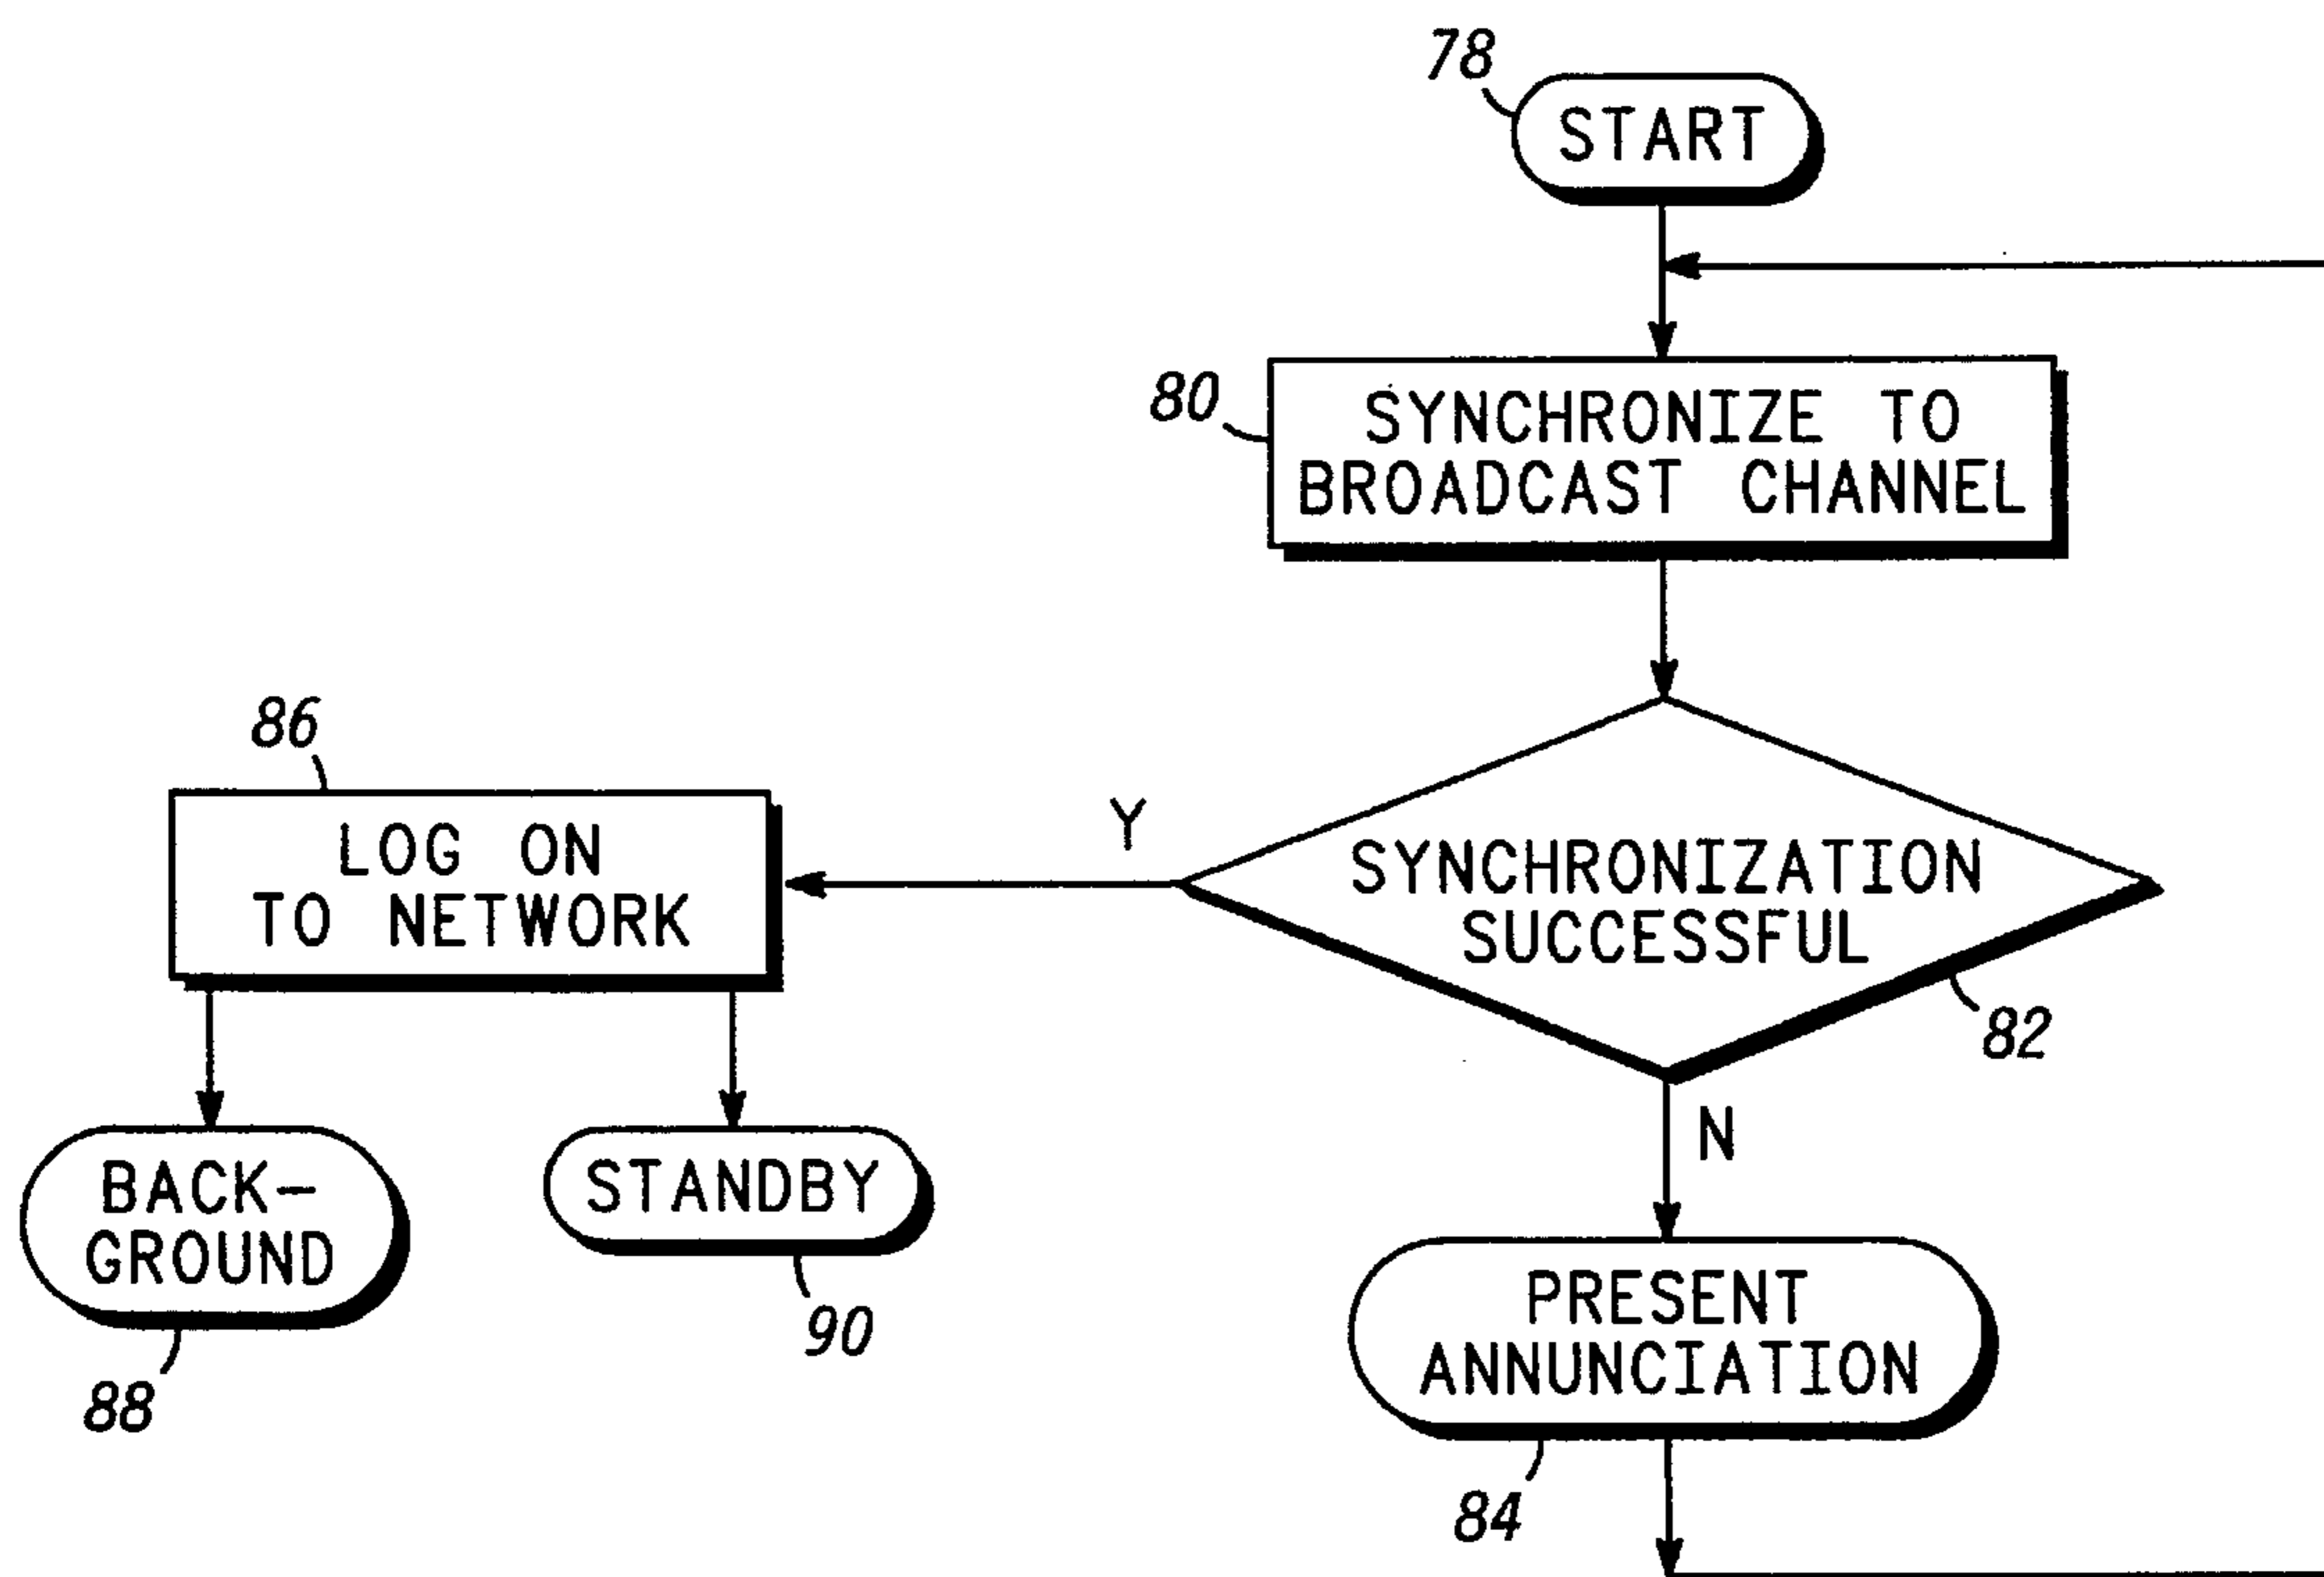 78
START
80
SYNCHRONIZE TO
BROADCAST CHANNEL
86
LOG ON
TO NETWORK
Y
SYNCHRONIZATION
SUCCESSFUL
82
N
BACK-
GROUND
88
STANDBY
90
PRESENT
ANNUNCIATION
84